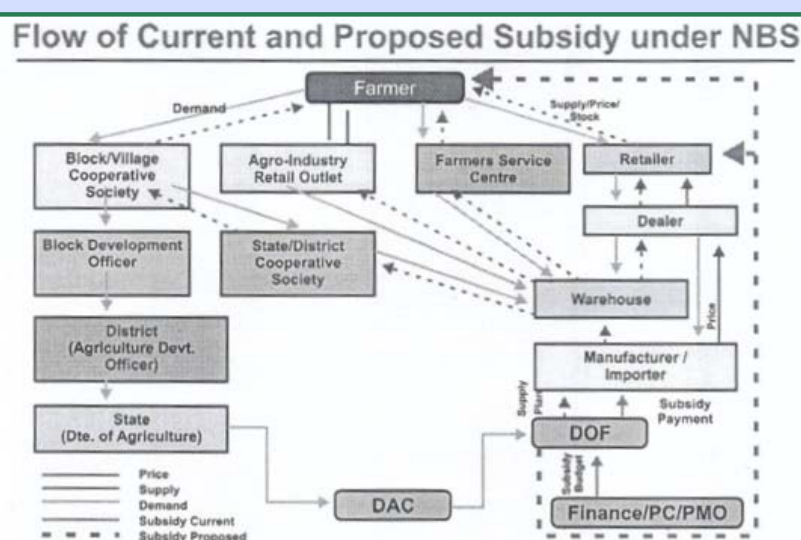 Flow of Current and Proposed Subsidy under NBS
Farmer
Demand
Supply/Price/
Stock
Block/Village
Cooperative
Society
Agro-Industry
Retail Outlet
Farmers Service
Centre
Retailer
Dealer
Block Development
Officer
State/District
Cooperative
Society
Warehouse
Price
District
(Agriculture Devt.
Officer)
Manufacturer /
Importer
State
(Dte. of Agriculture)
Supply
Plan
Subsidy
Payment
DOF
Subsidy
Budget
DAC
Finance/PC/PMO
Price
Supply
Demand
Subsidy Current
Subsidy Proposed